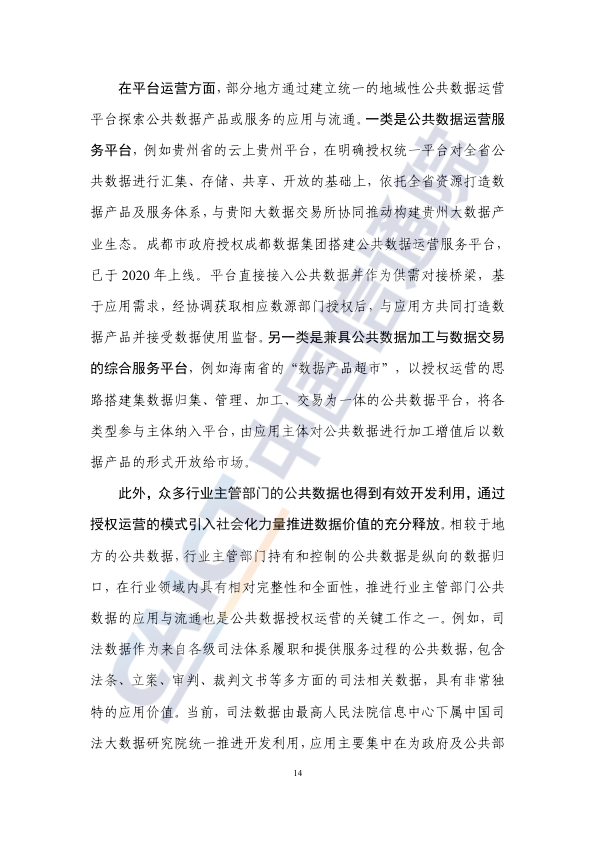 在平台运营方面，部分地方通过建立统一的地域性公共数据运营
平台探索公共数据产品或服务的应用与流通。一类是公共数据运营服
务平台，例如贵州省的云上贵州平台，在明确授权统一平台对全省公
共数据进行汇集、存储、共享、开放的基础上，依托全省资源打造数
据产品及服务体系，与贵阳大数据交易所协同推动构建贵州大数据产
业生态。成都市政府授权成都数据集团搭建公共数据运营服务平台，
已于 2020 年上线。平台直接接入公共数据并作为供需对接桥梁，基
于应用需求，经协调获取相应数源部门授权后，与应用方共同打造数
据产品并接受数据使用监督。另一类是兼具公共数据加工与数据交易
的综合服务平台，例如海南省的“数据产品超市”，以授权运营的思
路搭建集数据归集、管理、加工、交易为一体的公共数据平台，将各
类型参与主体纳入平台，由应用主体对公共数据进行加工增值后以数
据产品的形式开放给市场。
此外，众多行业主管部门的公共数据也得到有效开发利用，通过
授权运营的模式引入社会化力量推进数据价值的充分释放。相较于地
方的公共数据，行业主管部门持有和控制的公共数据是纵向的数据归
口，在行业领域内具有相对完整性和全面性，推进行业主管部门公共
数据的应用与流通也是公共数据授权运营的关键工作之一。例如，司
法数据作为来自各级司法体系履职和提供服务过程的公共数据，包含
法条、立案、审判、裁判文书等多方面的司法相关数据，具有非常独
特的应用价值。当前，司法数据由最高人民法院信息中心下属中国司
法大数据研究院统一推进开发利用，应用主要集中在为政府及公共部
14
CAICT 中国信通院